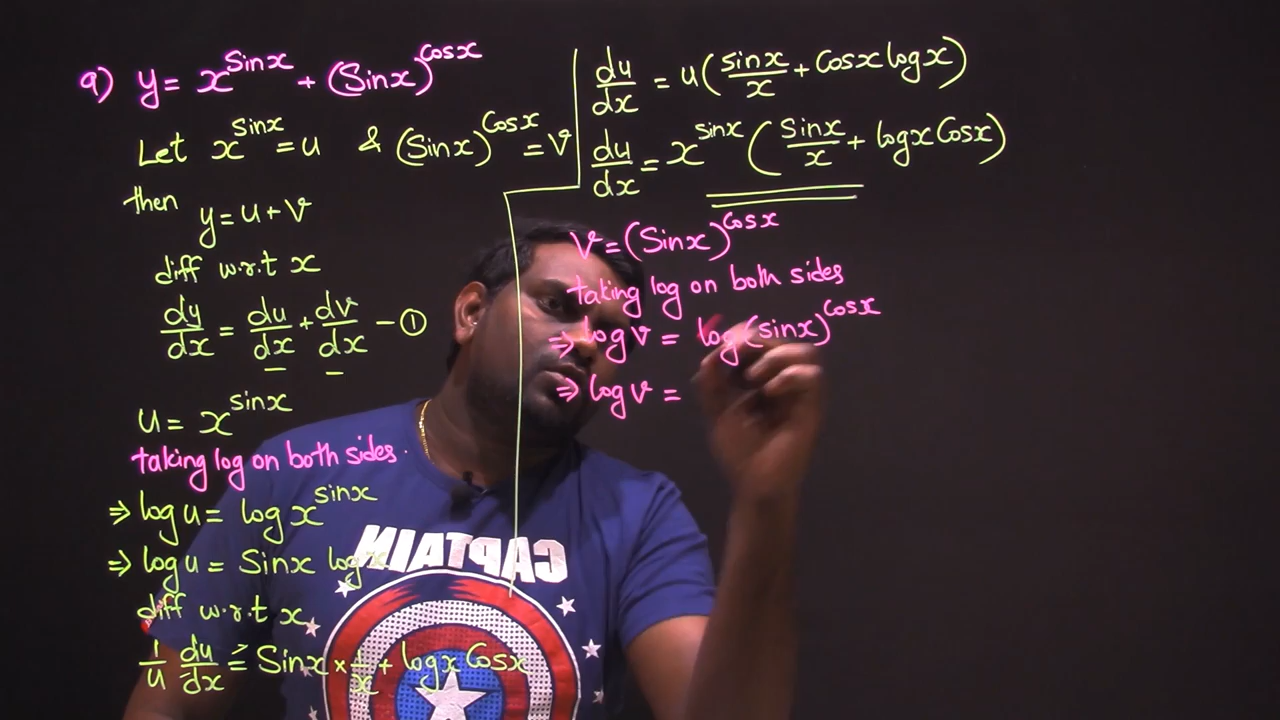 9) y = x^Sinx + (Sinx)^Cosx
Let x^Sinx = u & (Sinx)^Cosx = V
then y = u + V
diff w.r.t x
dy/dx = du/dx + dv/dx - ①
u = x^sinx
taking log on both sides.
⇒ log u = log x^sinx
⇒ log u = Sinx log x
diff w.r.t x
1/u du/dx = Sinx × 1/x + logx Cosx
du/dx = u(sinx/x + Cosx logx)
du/dx = x^sinx (sinx/x + logx Cosx)
V = (Sinx)^Cosx
taking log on both sides
⇒ log v = log (sinx)^Cosx
⇒ log v =
CAPTAIN